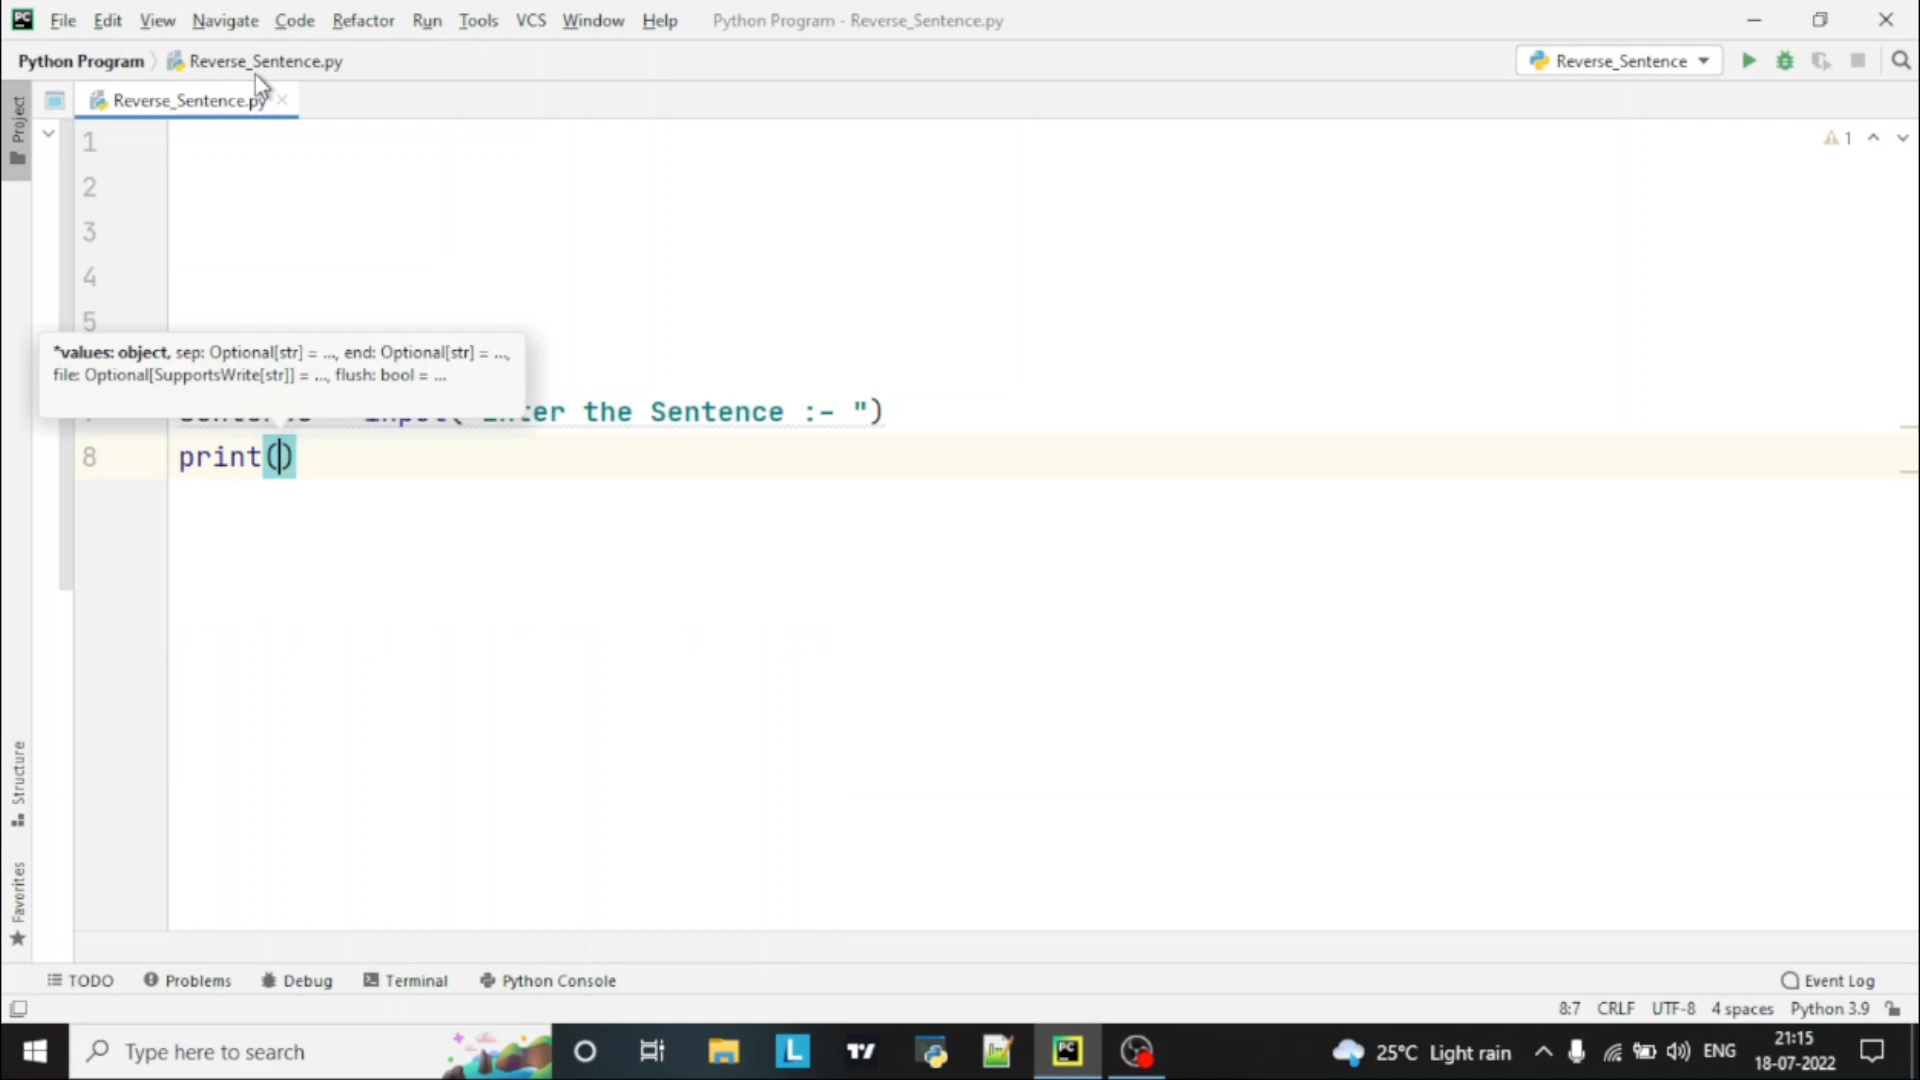 PC File Edit View Navigate Code Refactor Run Tools VCS Window Help Python Program - Reverse_Sentence.py
Python Program Reverse_Sentence.py Reverse_Sentence
Project Reverse_Sentence.py
1 1
2
3
4
5
*values: object, sep: Optional[str] = ..., end: Optional[str] = ...,
file: Optional[SupportsWrite[str]] = ..., flush: bool = ...
the Sentence :- ")
8 print()
Structure
Favorites
TODO Problems Debug Terminal Python Console Event Log
8:7 CRLF UTF-8 4 spaces Python 3.9
Type here to search L PC 25°C Light rain ENG 21:15
18-07-2022